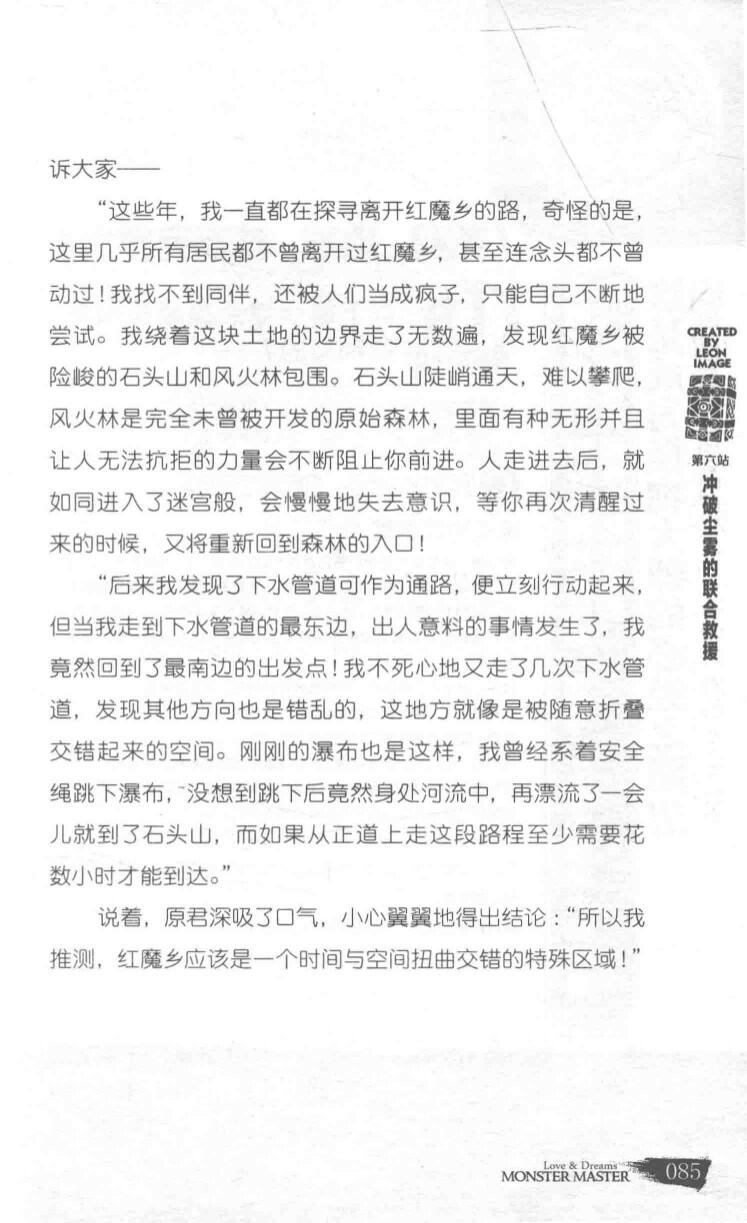 诉大家——
“这些年，我一直都在探寻离开红魔乡的路，奇怪的是，
这里几乎所有居民都不曾离开过红魔乡，甚至连念头都不曾
动过！我找不到同伴，还被人们当成疯子，只能自己不断地
尝试。我绕着这块土地的边界走了无数遍，发现红魔乡被
险峻的石头山和风火林包围。石头山陡峭通天，难以攀爬，
风火林是完全未曾被开发的原始森林，里面有种无形并且
让人无法抗拒的力量会不断阻止你前进。人走进去后，就
如同进入了迷宫般，会慢慢地失去意识，等你再次清醒过
来的时候，又将重新回到森林的入口！
“后来我发现了下水管道可作为通路，便立刻行动起来，
但当我走到下水管道的最东边，出人意料的事情发生了，我
竟然回到了最南边的出发点！我不死心地又走了几次下水管
道，发现其他方向也是错乱的，这地方就像是被随意折叠
交错起来的空间。刚刚的瀑布也是这样，我曾经系着安全
绳跳下瀑布，没想到跳下后竟然身处河流中，再漂流了一会
儿就到了石头山，而如果从正道上走这段路程至少需要花
数小时才能到达。”
说着，原君深吸了口气，小心翼翼地得出结论：“所以我
推测，红魔乡应该是一个时间与空间扭曲交错的特殊区域！”
CREATED
BY
LEON
IMAGE
第六站
冲破尘雾的联合救援
Love & Dreams
MONSTER MASTER
085